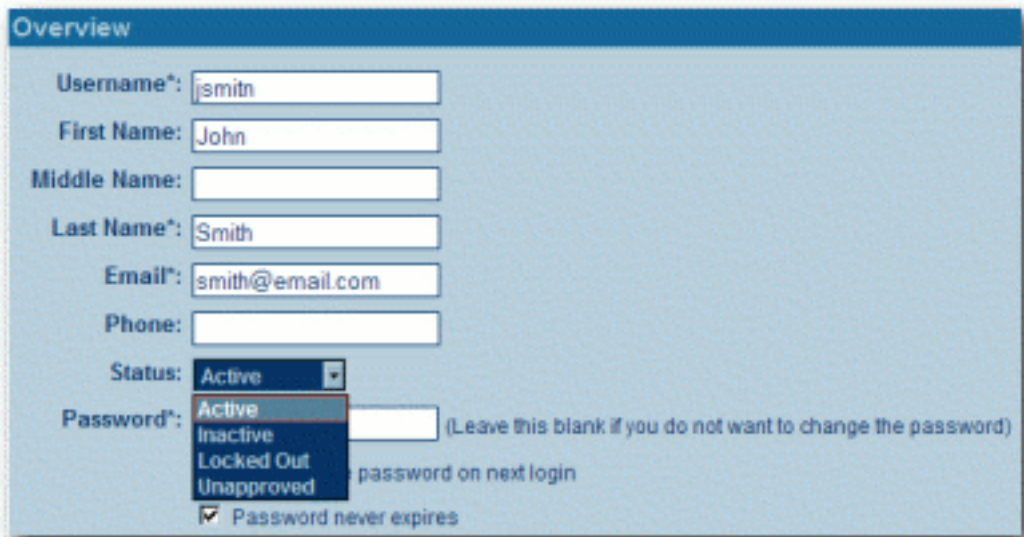 Overview
Username*: jsmitn
First Name: John
Middle Name:
Last Name*: Smith
Email*: smith@email.com
Phone:
Status: Active
Active
Password*: (Leave this blank if you do not want to change the password)
Inactive
Locked Out
password on next login
Unapproved
Password never expires